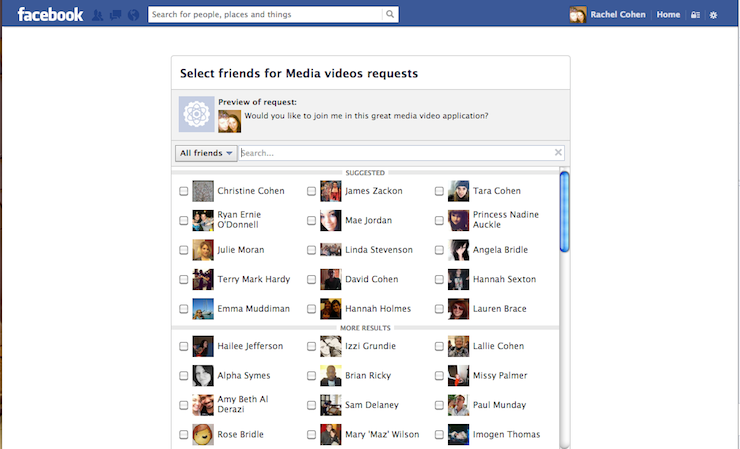 facebook Search for people, places and things Rachel Cohen Home
Select friends for Media videos requests
Preview of request:
Would you like to join me in this great media video application?
All friends Search...
SUGGESTED
Christine Cohen James Zackon Tara Cohen
Ryan Ernie O'Donnell Mae Jordan Princess Nadine Auckle
Julie Moran Linda Stevenson Angela Bridle
Terry Mark Hardy David Cohen Hannah Sexton
Emma Muddiman Hannah Holmes Lauren Brace
MORE RESULTS
Hailee Jefferson Izzi Grundie Lallie Cohen
Alpha Symes Brian Ricky Missy Palmer
Amy Beth Al Derazi Sam Delaney Paul Munday
Rose Bridle Mary 'Maz' Wilson Imogen Thomas